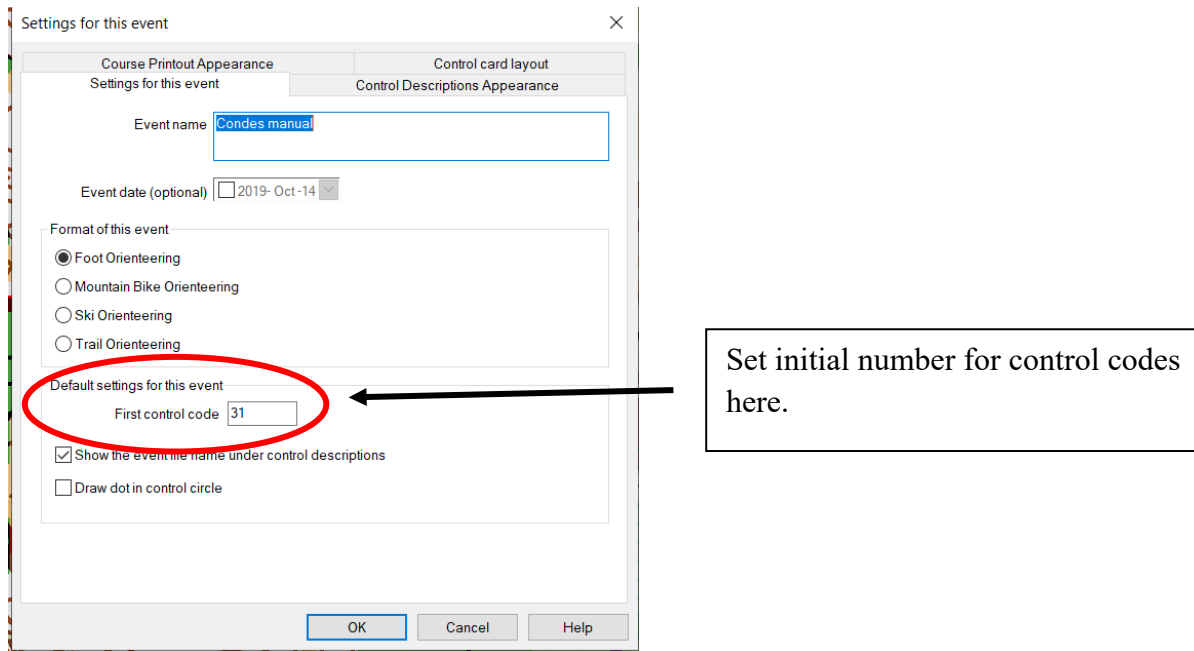 Settings for this event
Course Printout Appearance
Control card layout
Settings for this event
Control Descriptions Appearance
Event name Condes manual
Event date (optional) 2019- Oct -14
Format of this event
Foot Orienteering
Mountain Bike Orienteering
Ski Orienteering
Trail Orienteering
Default settings for this event
First control code 31
Show the event file name under control descriptions
Draw dot in control circle
OK
Cancel
Help
Set initial number for control codes
here.